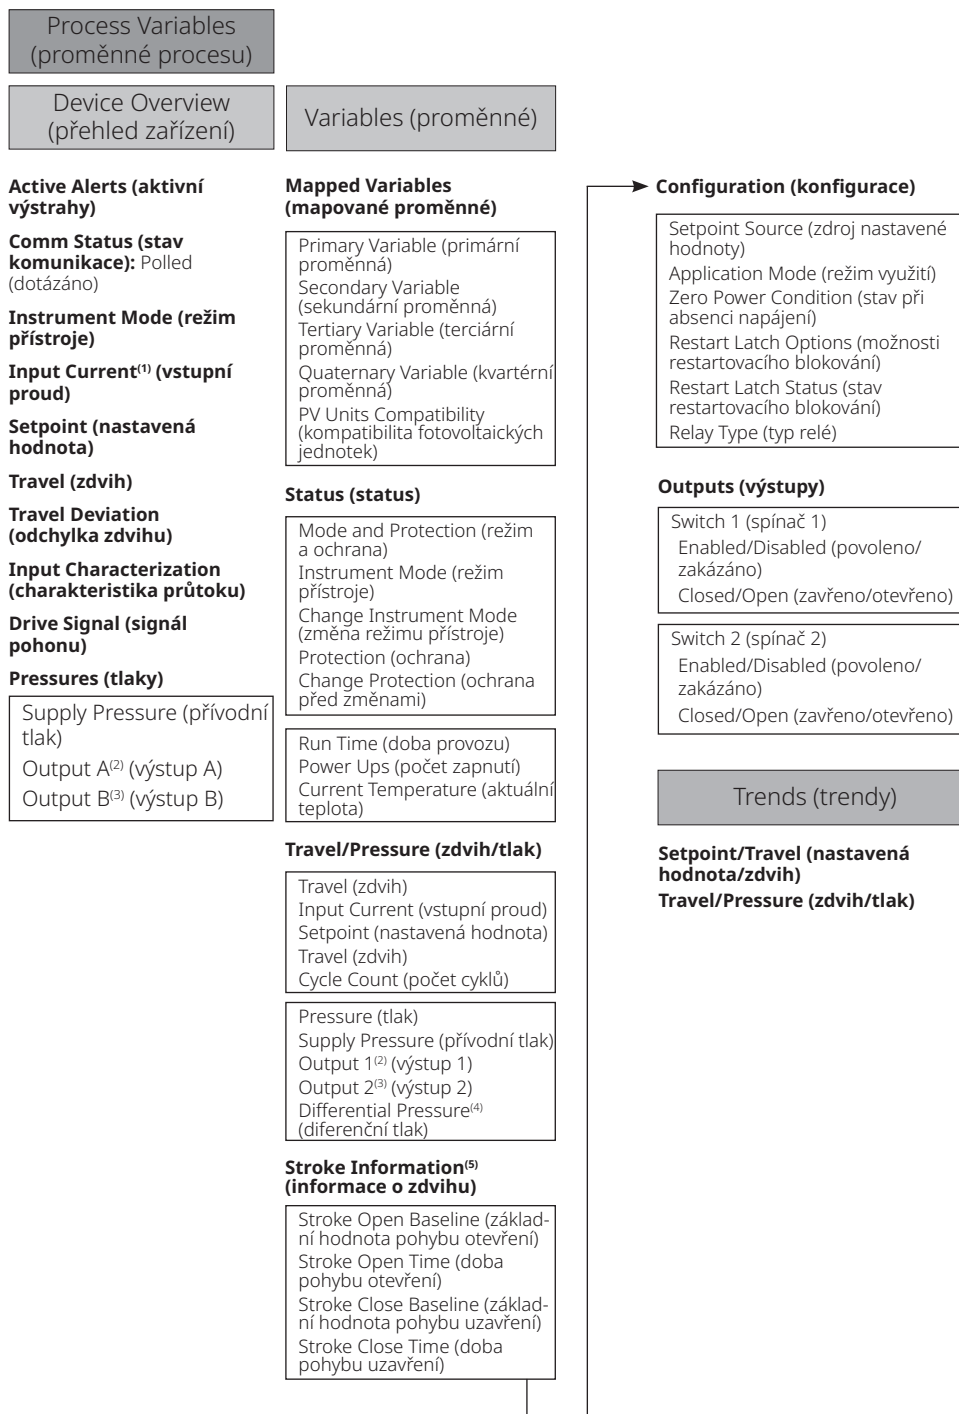 Process Variables
(proměnné procesu)
Device Overview
(přehled zařízení)
Active Alerts (aktivní
výstrahy)
Comm Status (stav
komunikace): Polled
(dotázáno)
Instrument Mode (režim
přístroje)
Input Current(1) (vstupní
proud)
Setpoint (nastavená
hodnota)
Travel (zdvih)
Travel Deviation
(odchylka zdvihu)
Input Characterization
(charakteristika průtoku)
Drive Signal (signál
pohonu)
Pressures (tlaky)
Supply Pressure (přívodní
tlak)
Output A(2) (výstup A)
Output B(3) (výstup B)
Variables (proměnné)
Mapped Variables
(mapované proměnné)
Primary Variable (primární
proměnná)
Secondary Variable
(sekundární proměnná)
Tertiary Variable (terciární
proměnná)
Quaternary Variable (kvartérní
proměnná)
PV Units Compatibility
(kompatibilita fotovoltaických
jednotek)
Status (status)
Mode and Protection (režim
a ochrana)
Instrument Mode (režim
přístroje)
Change Instrument Mode
(změna režimu přístroje)
Protection (ochrana)
Change Protection (ochrana
před změnami)
Run Time (doba provozu)
Power Ups (počet zapnutí)
Current Temperature (aktuální
teplota)
Travel/Pressure (zdvih/tlak)
Travel (zdvih)
Input Current (vstupní proud)
Setpoint (nastavená hodnota)
Travel (zdvih)
Cycle Count (počet cyklů)
Pressure (tlak)
Supply Pressure (přívodní tlak)
Output 1(2) (výstup 1)
Output 2(3) (výstup 2)
Differential Pressure(4)
(diferenční tlak)
Stroke Information(5)
(informace o zdvihu)
Stroke Open Baseline (základ-
ní hodnota pohybu otevření)
Stroke Open Time (doba
pohybu otevření)
Stroke Close Baseline (základ-
ní hodnota pohybu uzavření)
Stroke Close Time (doba
pohybu uzavření)
Configuration (konfigurace)
Setpoint Source (zdroj nastavené
hodnoty)
Application Mode (režim využití)
Zero Power Condition (stav při
absenci napájení)
Restart Latch Options (možnosti
restartovacího blokování)
Restart Latch Status (stav
restartovacího blokování)
Relay Type (typ relé)
Outputs (výstupy)
Switch 1 (spínač 1)
Enabled/Disabled (povoleno/
zakázáno)
Closed/Open (zavřeno/otevřeno)
Switch 2 (spínač 2)
Enabled/Disabled (povoleno/
zakázáno)
Closed/Open (zavřeno/otevřeno)
Trends (trendy)
Setpoint/Travel (nastavená
hodnota/zdvih)
Travel/Pressure (zdvih/tlak)